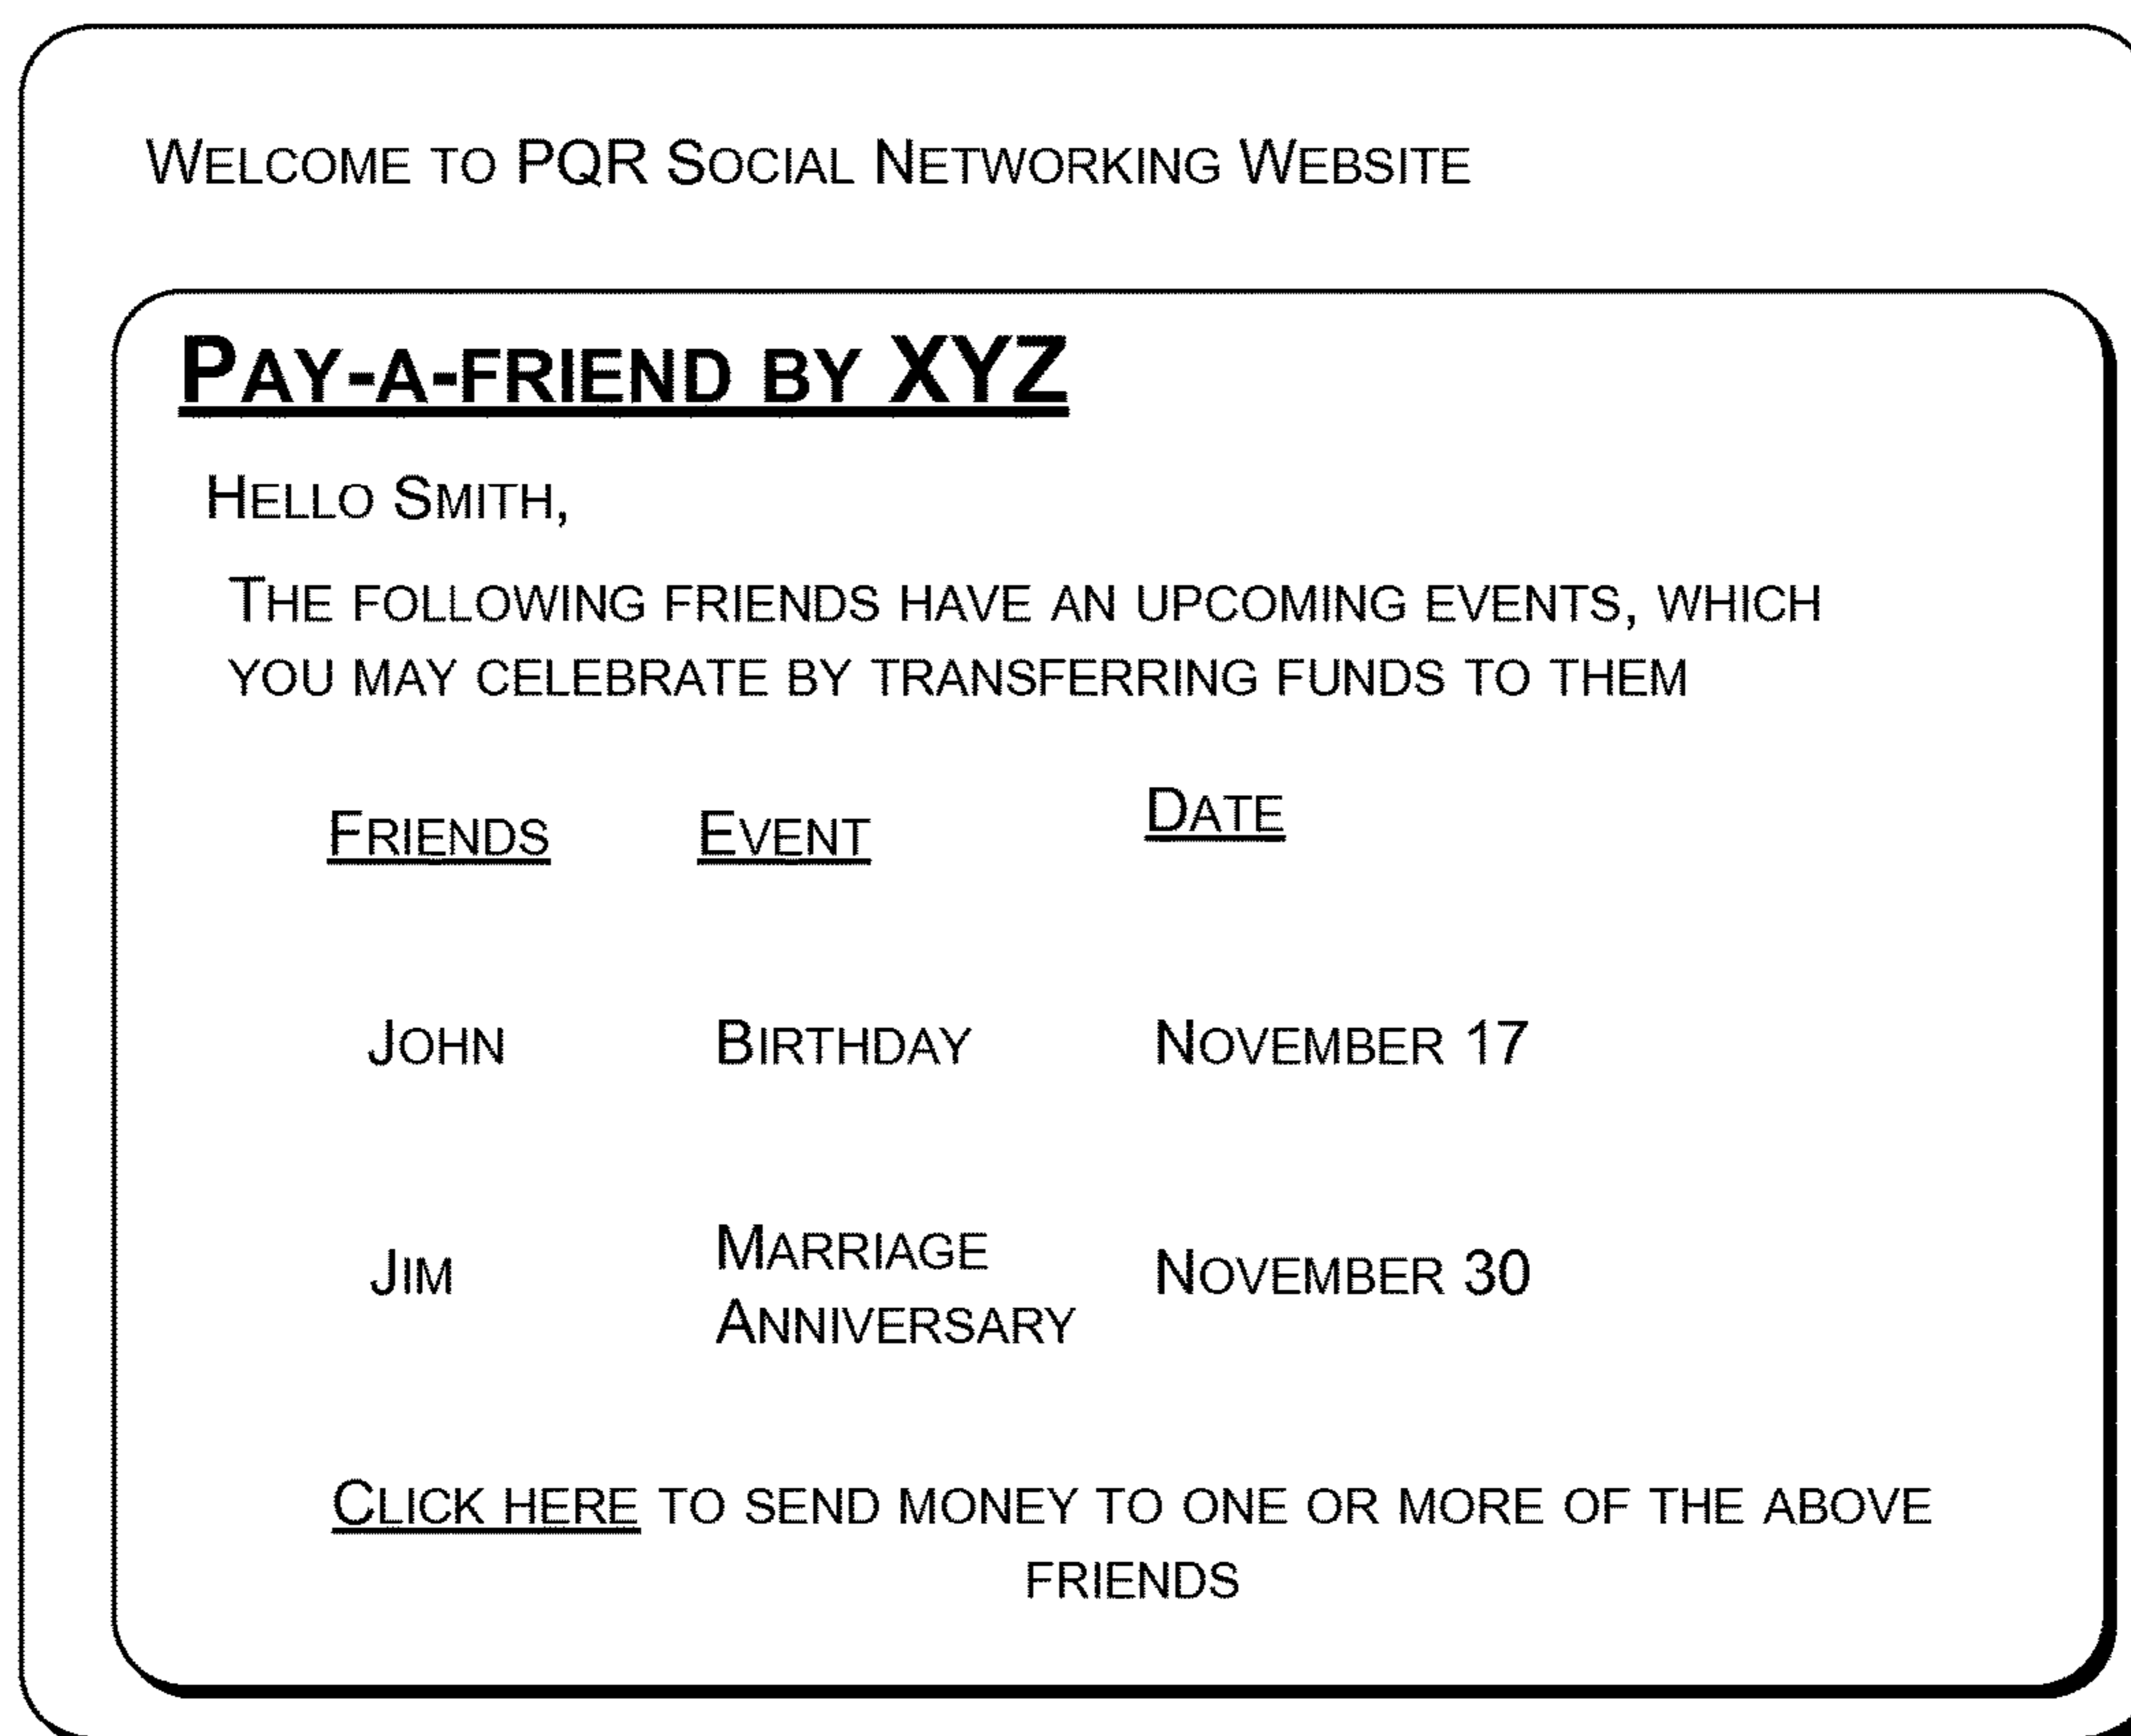 Welcome to PQR Social Networking Website
Pay-a-friend by XYZ
Hello Smith,
The following friends have an upcoming events, which
you may celebrate by transferring funds to them
Friends Event Date
John Birthday November 17
Jim Marriage Anniversary November 30
Click here to send money to one or more of the above
friends